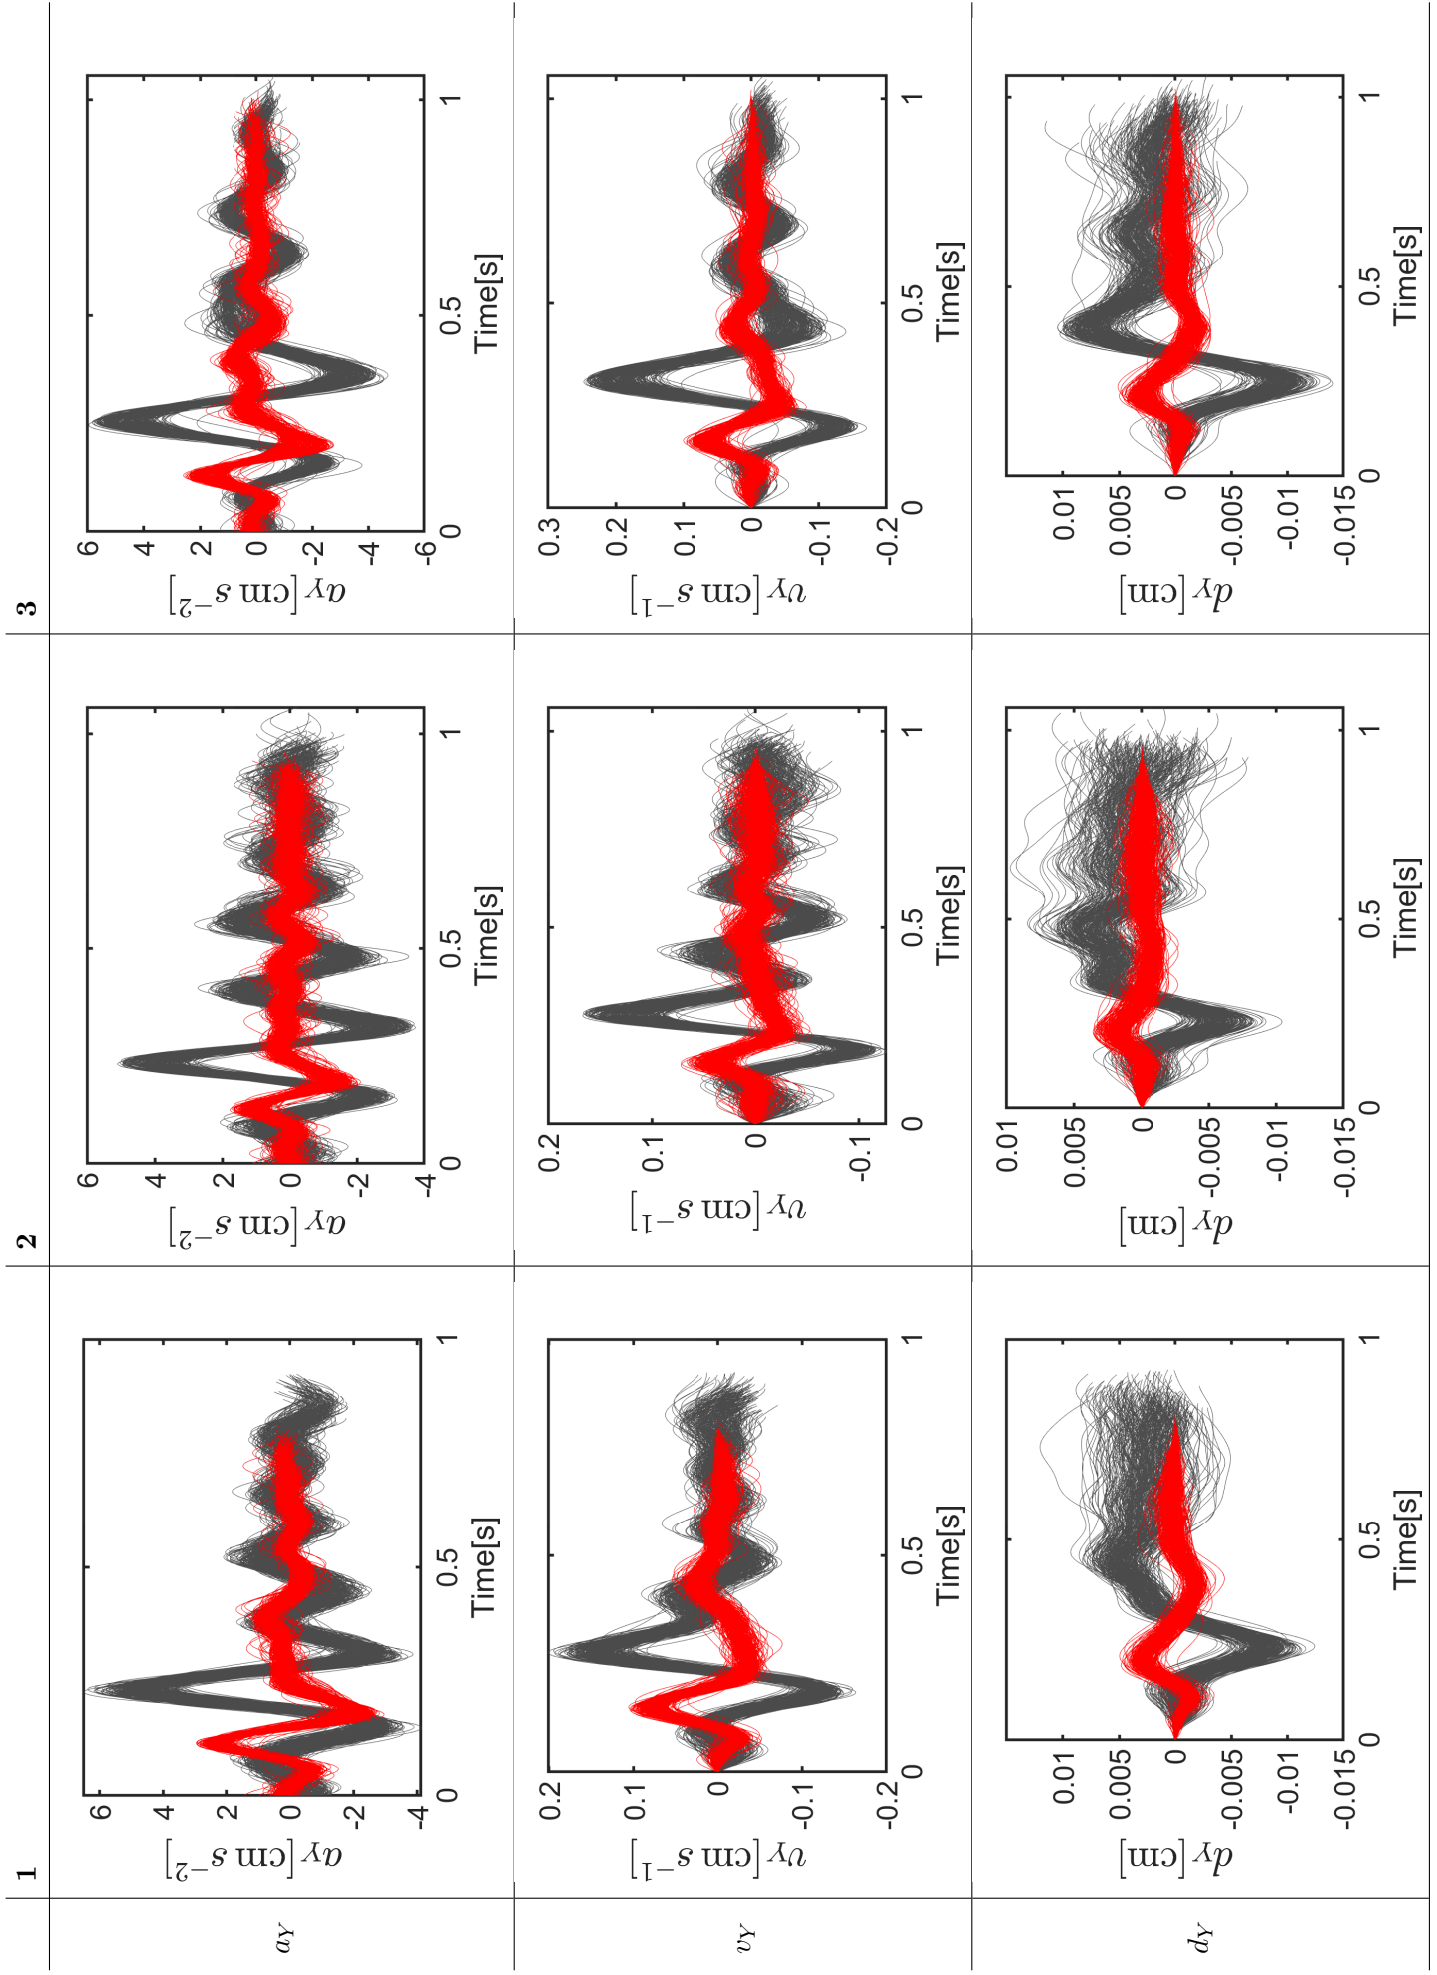 1 2 3
a_Y
6 4 2 0 -2 -4
a_Y [cm s^{-2}]
0 0.5 1
Time[s]
6 4 2 0 -2 -4
a_Y [cm s^{-2}]
0 0.5 1
Time[s]
6 4 2 0 -2 -4 -6
a_Y [cm s^{-2}]
0 0.5 1
Time[s]
v_Y
0.2 0.1 0 -0.1 -0.2
v_Y [cm s^{-1}]
0 0.5 1
Time[s]
0.2 0.1 0 -0.1
v_Y [cm s^{-1}]
0 0.5 1
Time[s]
0.3 0.2 0.1 0 -0.1 -0.2
v_Y [cm s^{-1}]
0 0.5 1
Time[s]
d_Y
0.01 0.005 0 -0.005 -0.01 -0.015
d_Y [cm]
0 0.5 1
Time[s]
0.01 0.005 0 -0.005 -0.01 -0.015
d_Y [cm]
0 0.5 1
Time[s]
0.01 0.005 0 -0.005 -0.01 -0.015
d_Y [cm]
0 0.5 1
Time[s]